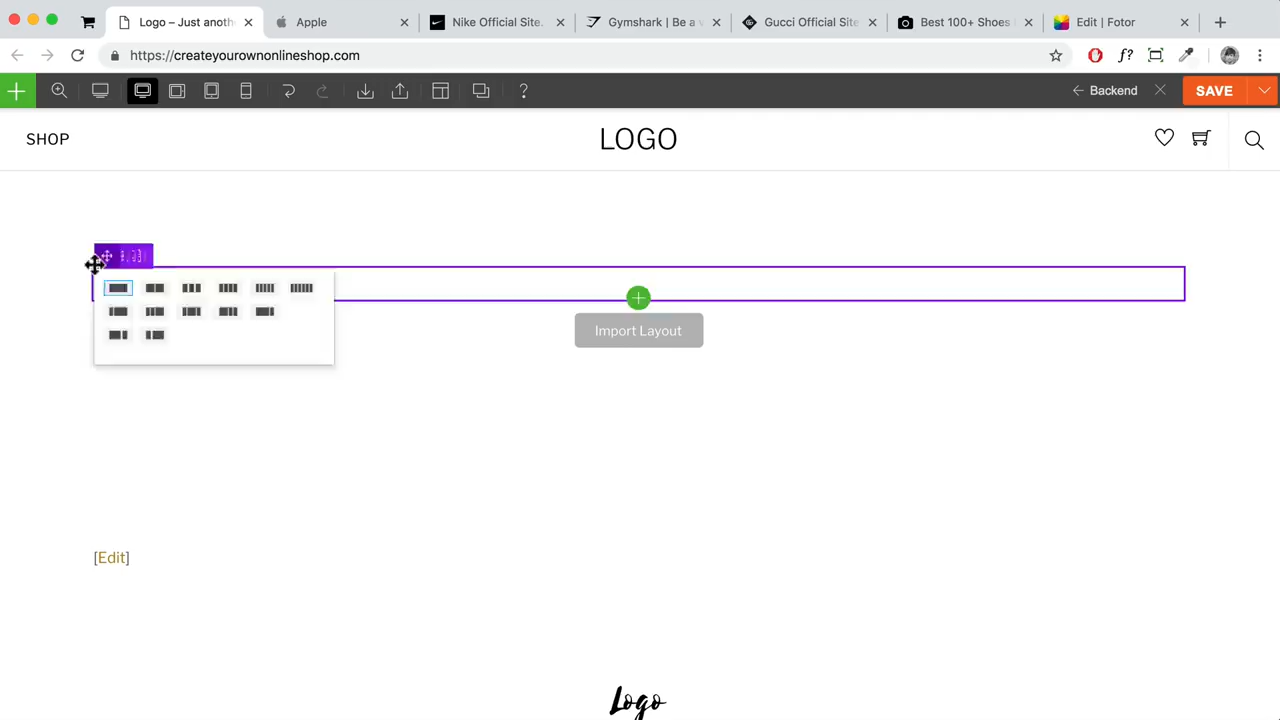 Logo – Just anoth
Apple
Nike Official Site.
Gymshark | Be a v
Gucci Official Site
Best 100+ Shoes
Edit | Fotor
https://createyourownonlineshop.com
f?
?
Backend
SAVE
SHOP
LOGO
Import Layout
[Edit]
Logo